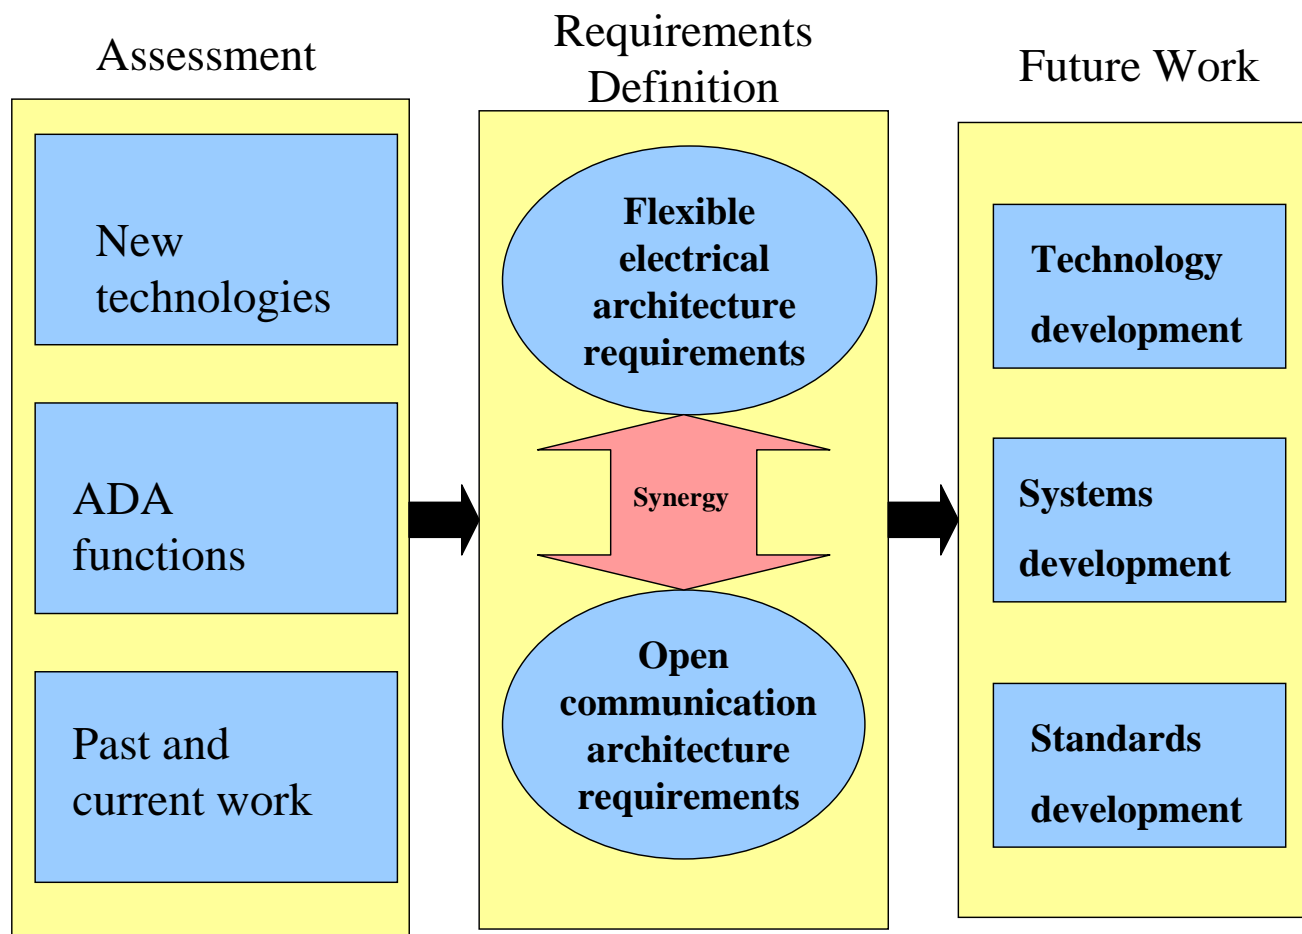 Assessment
New
technologies
ADA
functions
Past and
current work
Requirements
Definition
Flexible
electrical
architecture
requirements
Synergy
Open
communication
architecture
requirements
Future Work
Technology
development
Systems
development
Standards
development